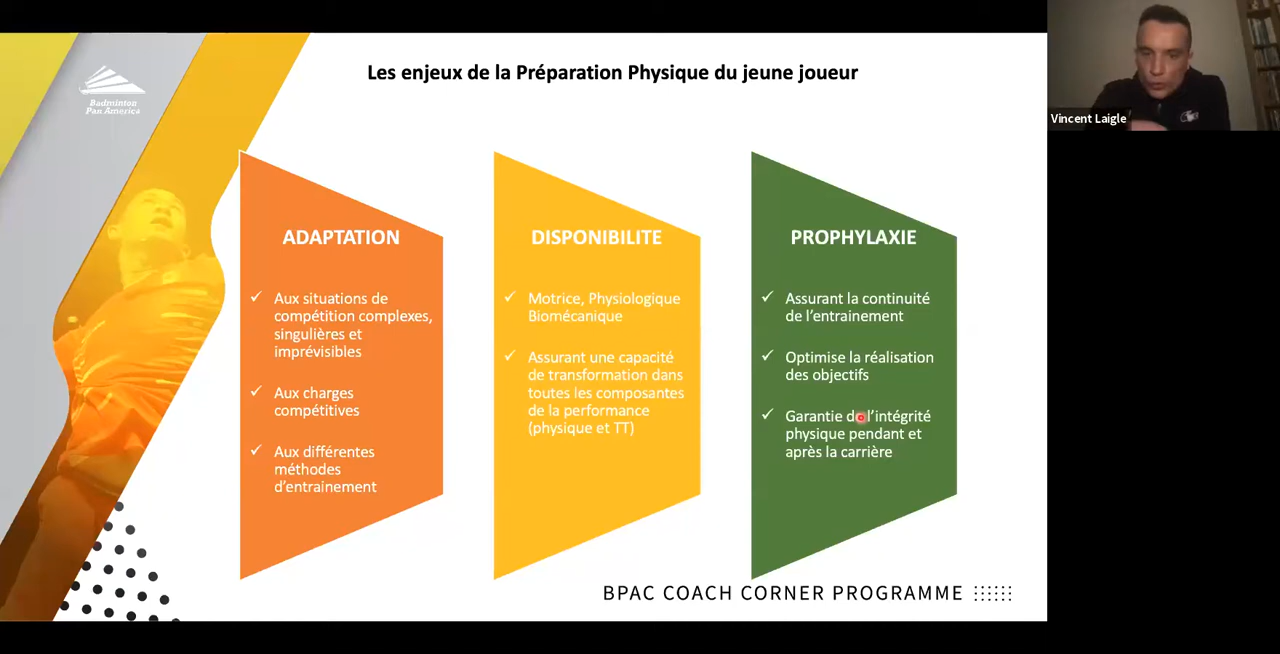 Les enjeux de la Préparation Physique du jeune joueur
Badminton
Pan America
Vincent Laigle
ADAPTATION
Aux situations de
compétition complexes,
singulières et
imprévisibles
Aux charges
compétitives
Aux différentes
méthodes
d'entrainement
DISPONIBILITE
Motrice, Physiologique
Biomécanique
Assurant une capacité
de transformation dans
toutes les composantes
de la performance
(physique et TT)
PROPHYLAXIE
Assurant la continuité
de l'entrainement
Optimise la réalisation
des objectifs
Garantie de l'intégrité
physique pendant et
après la carrière
BPAC COACH CORNER PROGRAMME